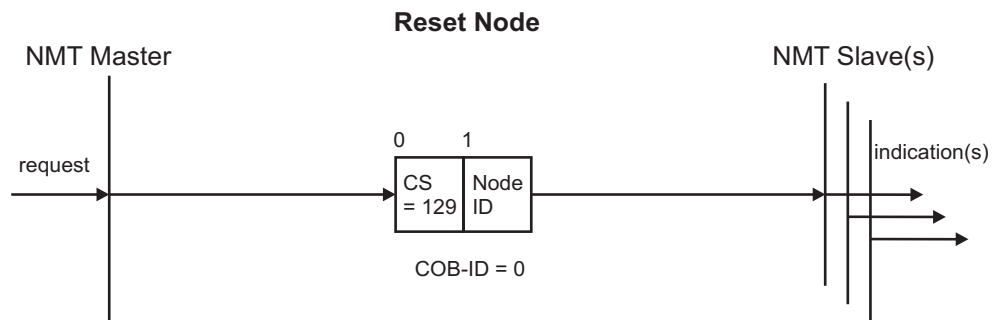 Reset Node
NMT Master
NMT Slave(s)
0 1
request
indication(s)
CS
= 129
Node
ID
COB-ID = 0